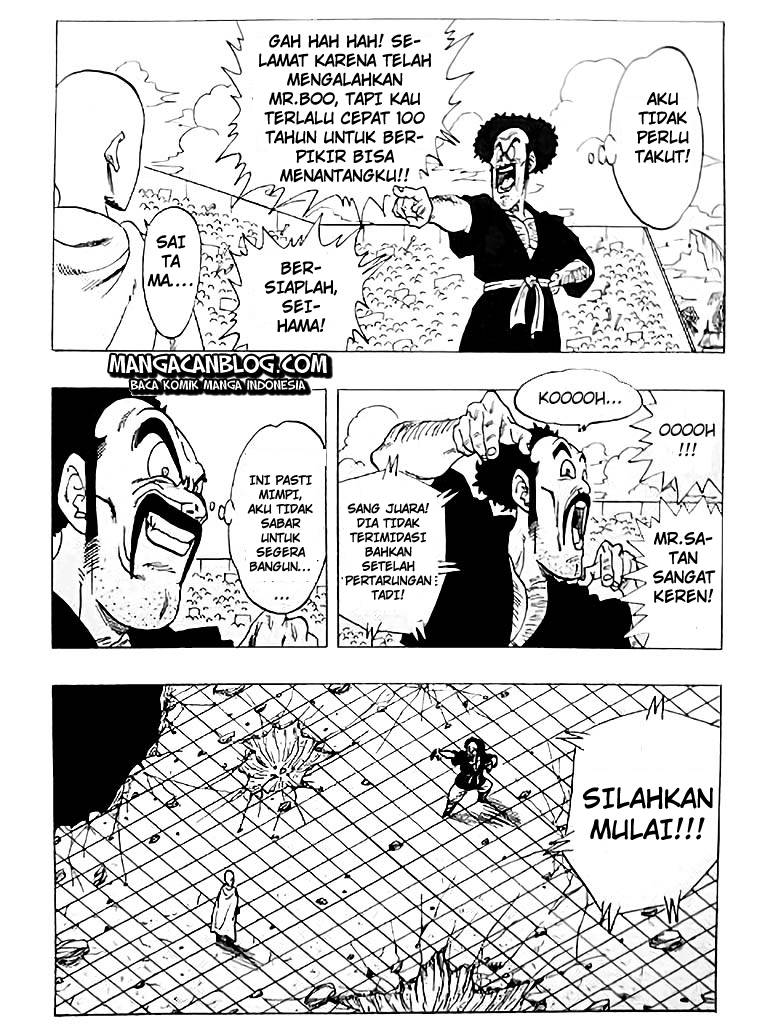 GAH HAH HAH! SE-
LAMAT KARENA TELAH
MENGALAHKAN
MR.BOO, TAPI KAU
TERLALU CEPAT 100
TAHUN UNTUK BER-
PIKIR BISA
MENANTANGKU!!
AKU
TIDAK
PERLU
TAKUT!
SAI
TA
MA....
BER-
SIAPLAH,
SEI-
HAMA!
MANGACANBLOG.COM
BACA KOMIK MANGA INDONESIA
INI PASTI
MIMPI,
AKU TIDAK
SABAR
UNTUK
SEGERA
BANGUN...
...
KOOOOH...
OOOOH
!!!
SANG JUARA!
DIA TIDAK
TERIMIDASI
BAHKAN
SETELAH
PERTARUNGAN
TADI!
MR.SA-
TAN
SANGAT
KEREN!
SILAHKAN
MULAI!!!